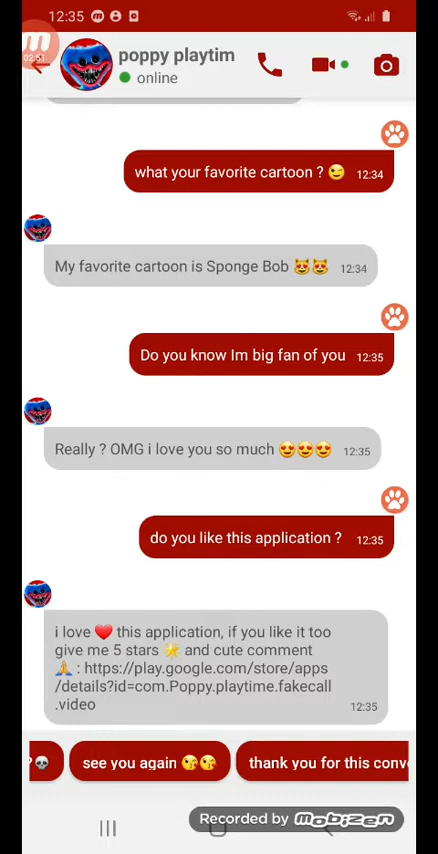 12:35
02:51
poppy playtim
online
what your favorite cartoon ? 😉 12:34
My favorite cartoon is Sponge Bob 😻😻 12:34
Do you know Im big fan of you 12:35
Really ? OMG i love you so much 😍😍😍 12:35
do you like this application ? 12:35
i love ❤️ this application, if you like it too
give me 5 stars 🌟 and cute comment
🙏 : https://play.google.com/store/apps
/details?id=com.Poppy.playtime.fakecall
.video 12:35
?💀 see you again 😘😘 thank you for this conv
Recorded by MOBIZEN